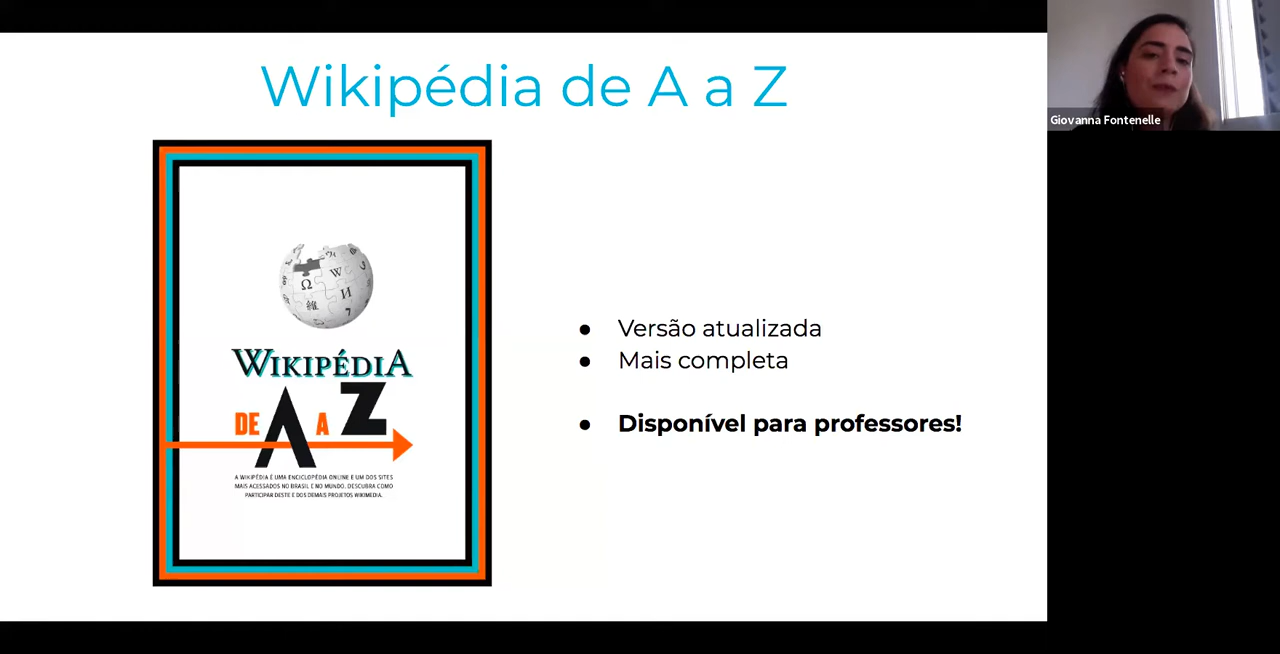 Wikipédia de A a Z
Giovanna Fontenelle
Ω
W
И
維
WIKIPÉDIA
DE A A Z
A WIKIPÉDIA É UMA ENCICLOPÉDIA ONLINE E UM DOS SITES
MAIS ACESSADOS NO BRASIL E NO MUNDO. DESCUBRA COMO
PARTICIPAR DESTE E DOS DEMAIS PROJETOS WIKIMEDIA.
● Versão atualizada
● Mais completa
● Disponível para professores!